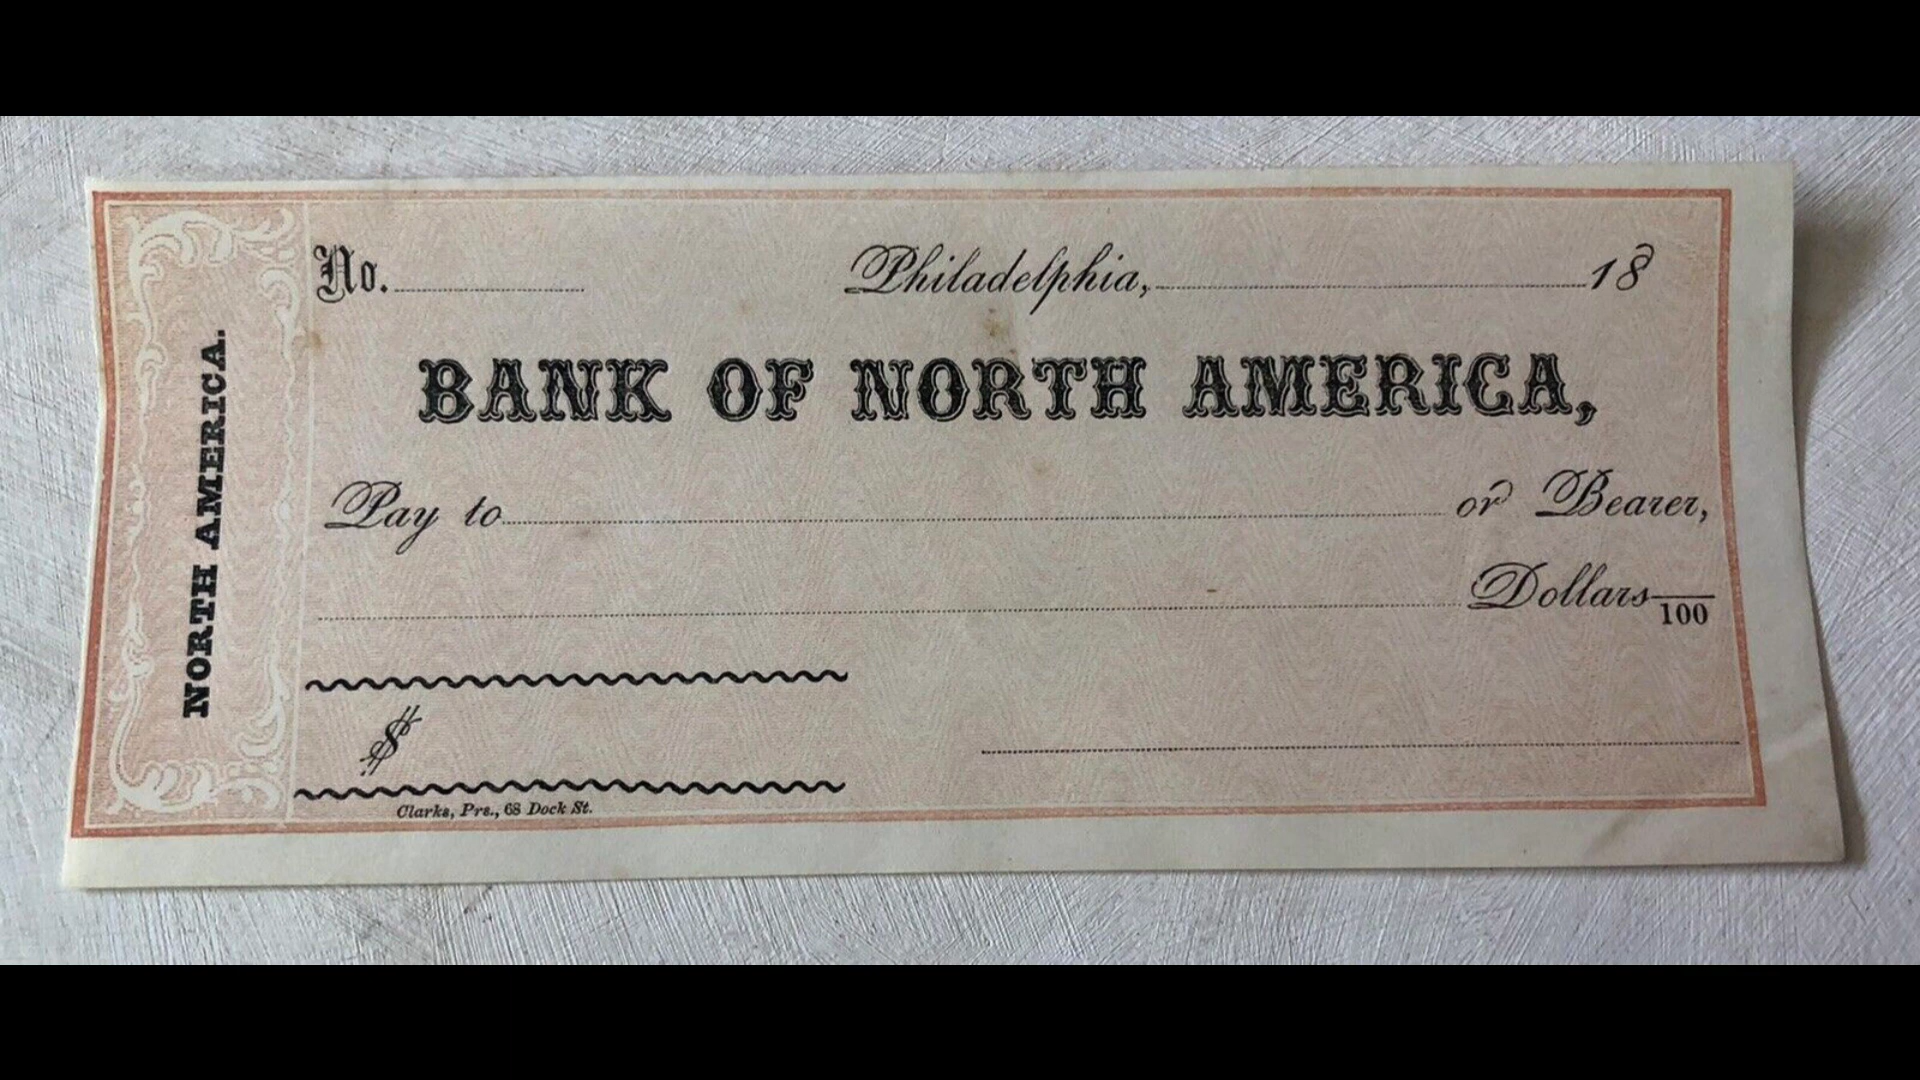 NORTH AMERICA.
No. Philadelphia, 18
BANK OF NORTH AMERICA,
Pay to or Bearer,
Dollars 100
$
Clarks, Prs., 68 Dock St.